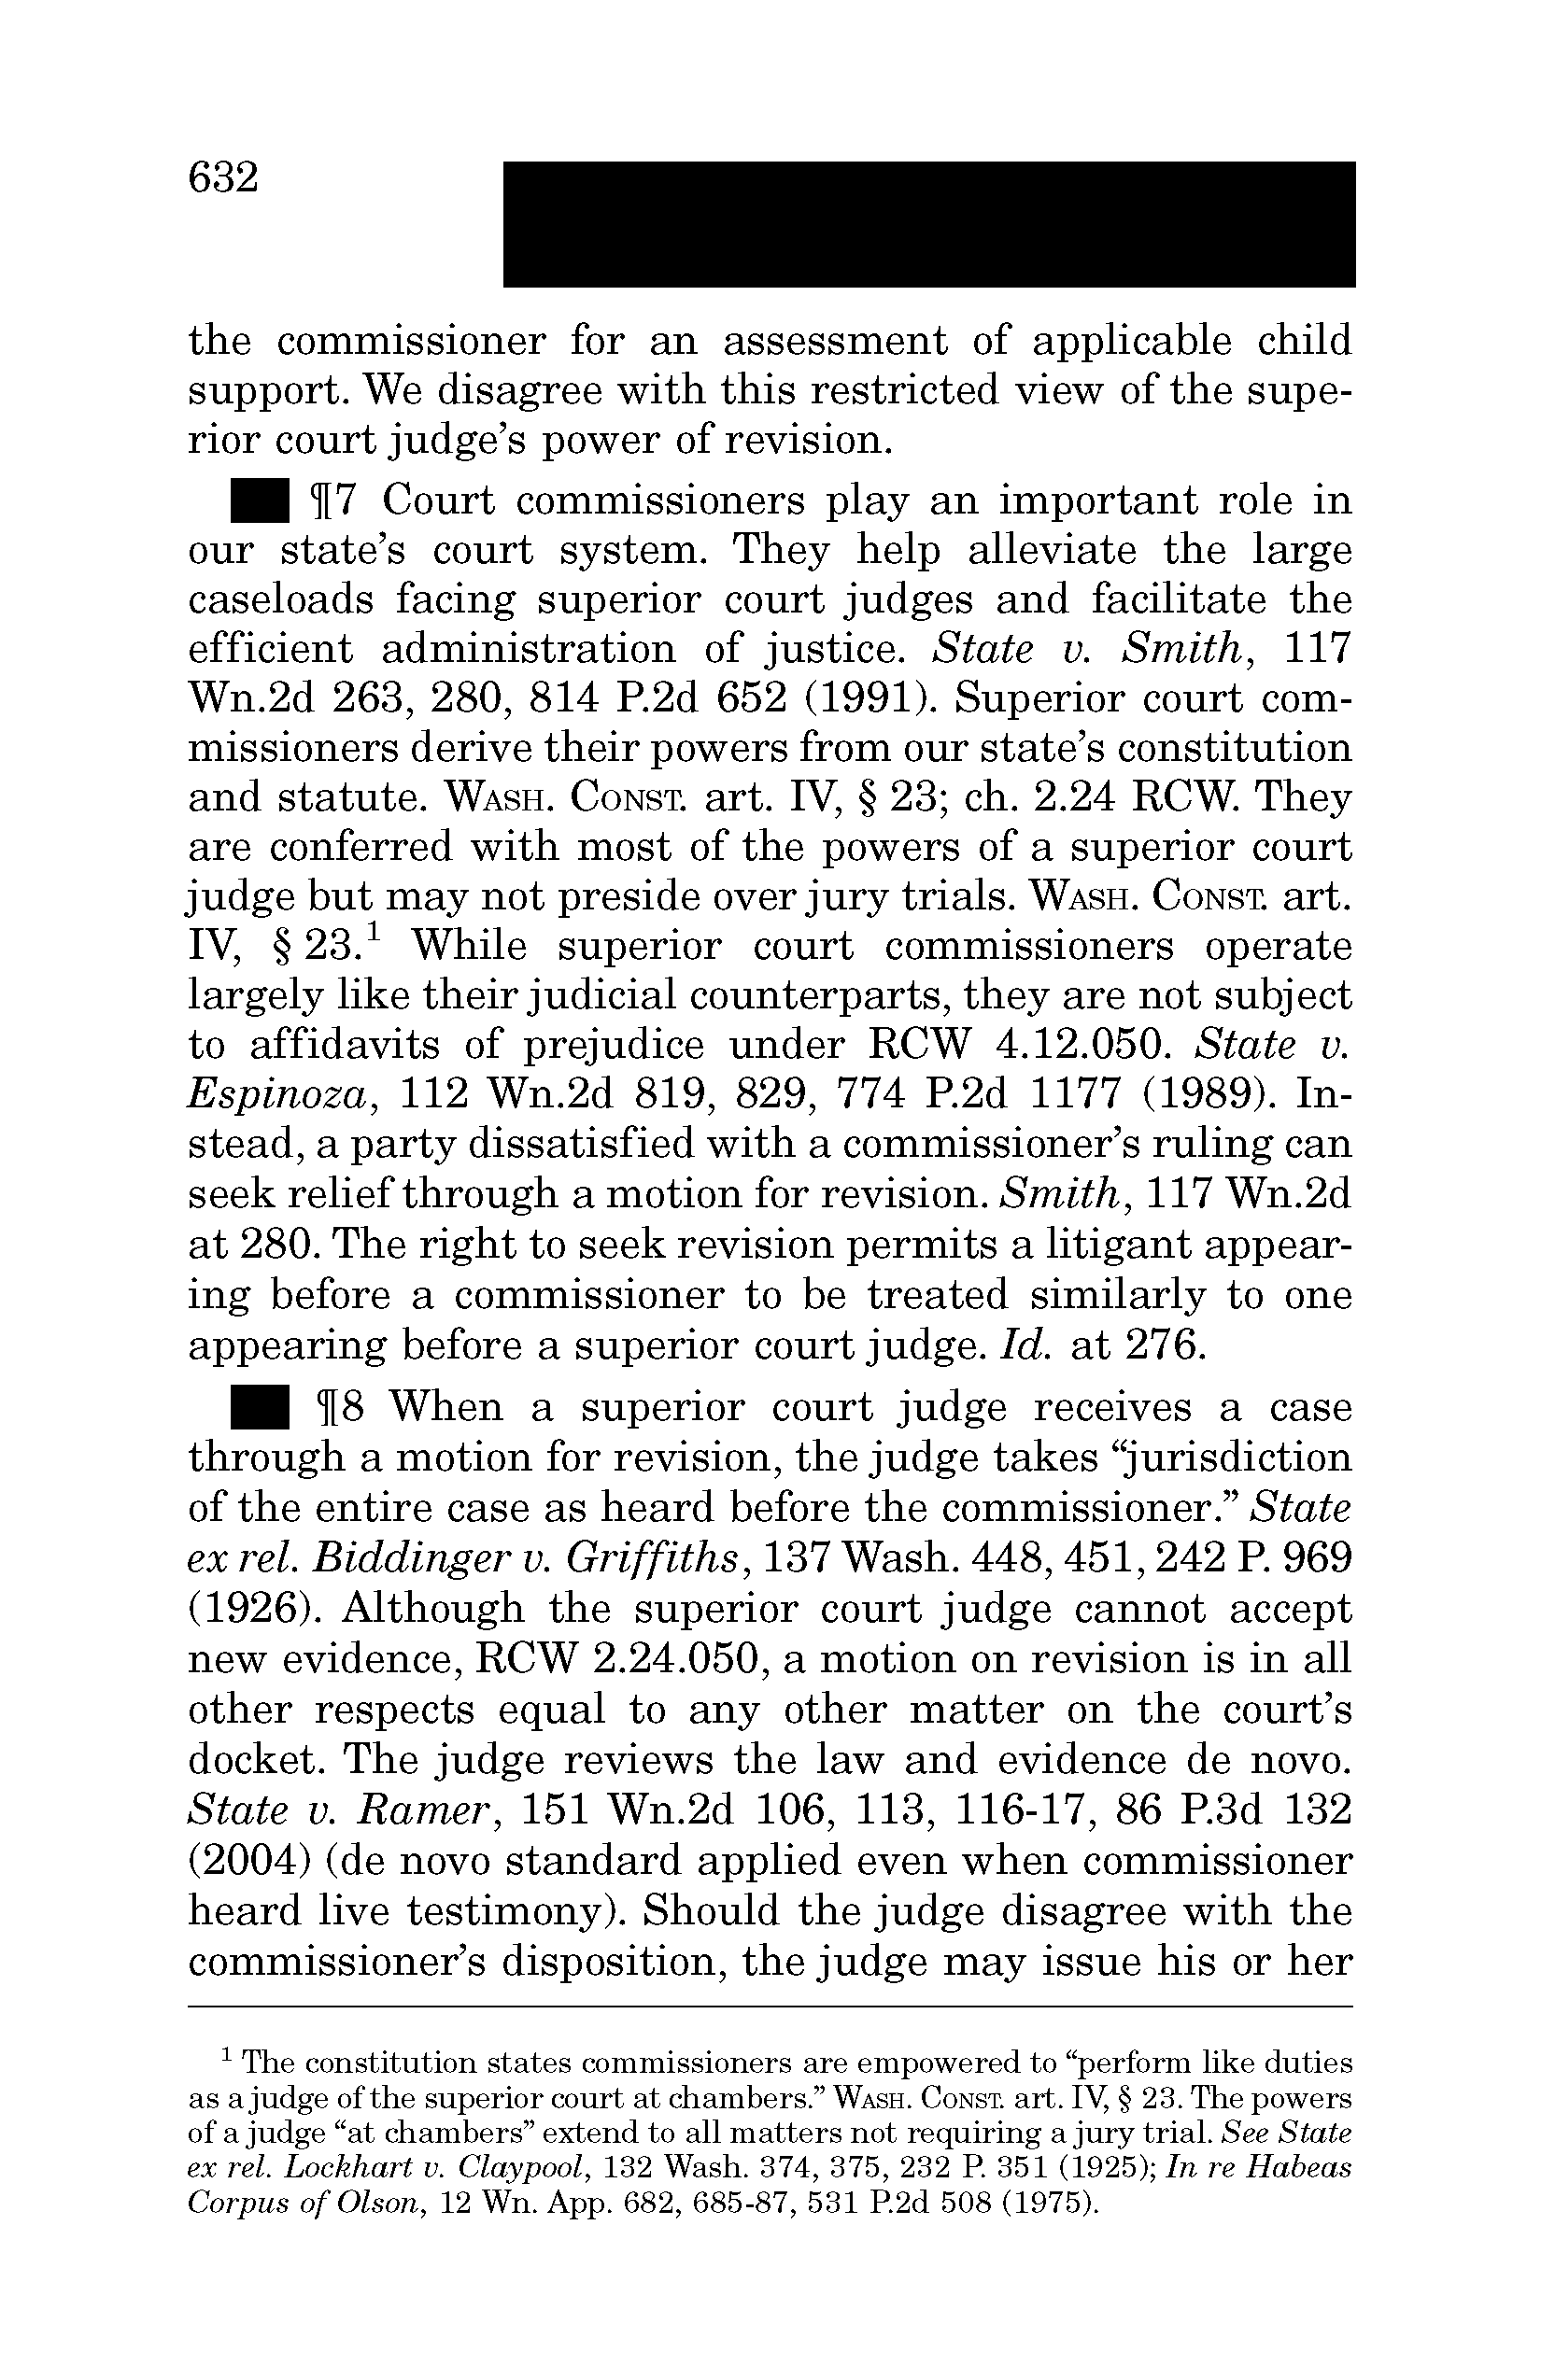 632
the commissioner for an assessment of applicable child
support. We disagree with this restricted view of the supe-
rior court judge’s power of revision.
¶7 Court commissioners play an important role in
our state’s court system. They help alleviate the large
caseloads facing superior court judges and facilitate the
efficient administration of justice. State v. Smith, 117
Wn.2d 263, 280, 814 P.2d 652 (1991). Superior court com-
missioners derive their powers from our state’s constitution
and statute. WASH. CONST. art. IV, § 23; ch. 2.24 RCW. They
are conferred with most of the powers of a superior court
judge but may not preside over jury trials. WASH. CONST. art.
IV, § 23.¹ While superior court commissioners operate
largely like their judicial counterparts, they are not subject
to affidavits of prejudice under RCW 4.12.050. State v.
Espinoza, 112 Wn.2d 819, 829, 774 P.2d 1177 (1989). In-
stead, a party dissatisfied with a commissioner’s ruling can
seek relief through a motion for revision. Smith, 117 Wn.2d
at 280. The right to seek revision permits a litigant appear-
ing before a commissioner to be treated similarly to one
appearing before a superior court judge. Id. at 276.
¶8 When a superior court judge receives a case
through a motion for revision, the judge takes “jurisdiction
of the entire case as heard before the commissioner.” State
ex rel. Biddinger v. Griffiths, 137 Wash. 448, 451, 242 P. 969
(1926). Although the superior court judge cannot accept
new evidence, RCW 2.24.050, a motion on revision is in all
other respects equal to any other matter on the court’s
docket. The judge reviews the law and evidence de novo.
State v. Ramer, 151 Wn.2d 106, 113, 116-17, 86 P.3d 132
(2004) (de novo standard applied even when commissioner
heard live testimony). Should the judge disagree with the
commissioner’s disposition, the judge may issue his or her
¹ The constitution states commissioners are empowered to “perform like duties
as a judge of the superior court at chambers.” WASH. CONST. art. IV, § 23. The powers
of a judge “at chambers” extend to all matters not requiring a jury trial. See State
ex rel. Lockhart v. Claypool, 132 Wash. 374, 375, 232 P. 351 (1925); In re Habeas
Corpus of Olson, 12 Wn. App. 682, 685-87, 531 P.2d 508 (1975).